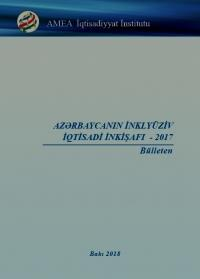 AMEA İqtisadiyyat İnstitutu
AZƏRBAYCANIN İNKLYÜZİV
İQTİSADİ İNKİŞAFI - 2017
Bülleten
Bakı 2018